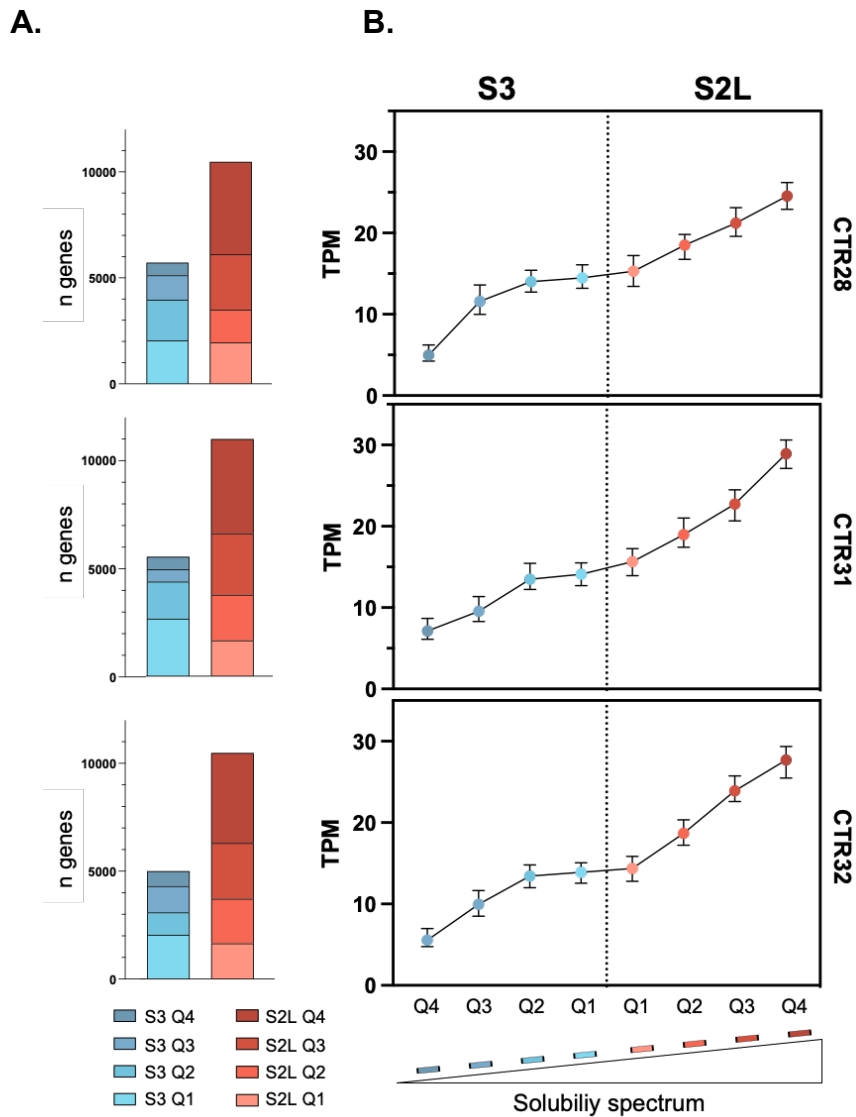 A.
B.
S3 S2L
10000
5000
0
n genes
30
20
10
0
TPM
CTR28
10000
5000
0
n genes
30
20
10
0
TPM
CTR31
10000
5000
0
n genes
30
20
10
0
TPM
CTR32
Q4 Q3 Q2 Q1 Q1 Q2 Q3 Q4
Solubiliy spectrum
S3 Q4 S2L Q4
S3 Q3 S2L Q3
S3 Q2 S2L Q2
S3 Q1 S2L Q1